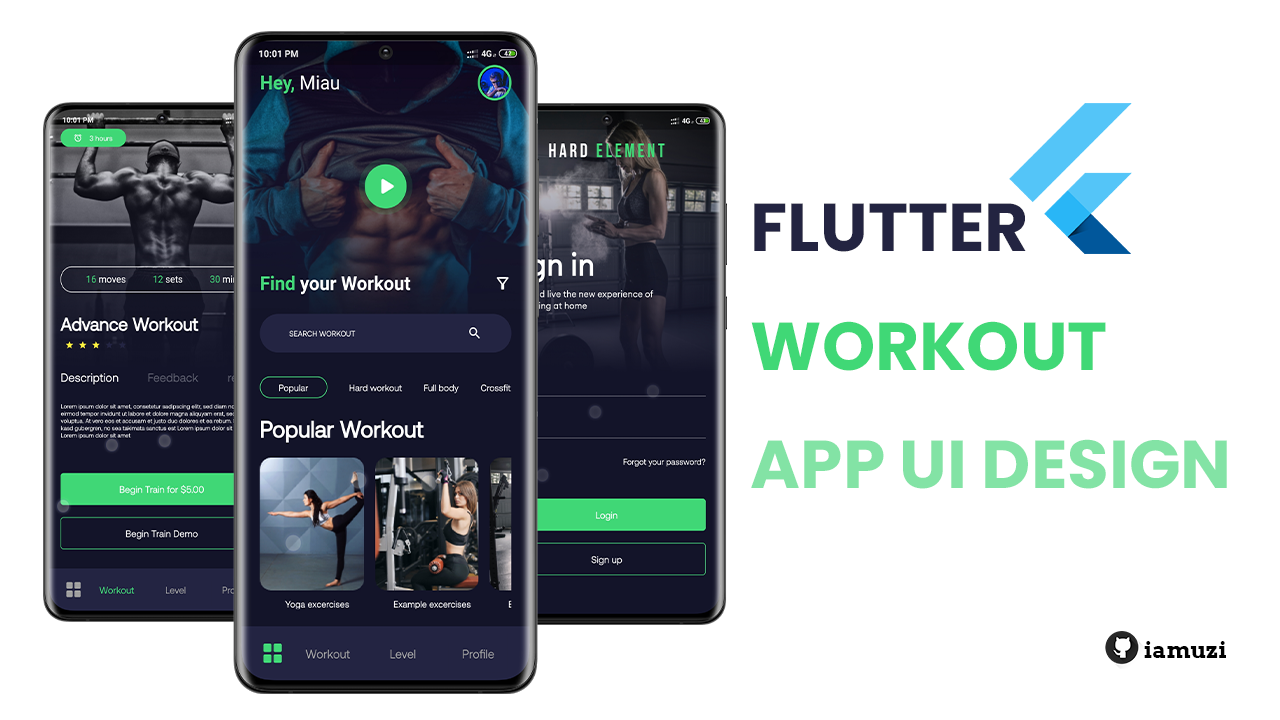 10:01 PM
3 hours
16 moves 12 sets 30
Advance Workout
Description Feedback
Lorem ipsum dolor sit amet, consetetur sadipscing elitr, sed diam
eirmod tempor invidunt ut labore et dolore magna aliquyam erat,
voluptua. At vero eos et accusam et justo duo dolores et ea rebum.
kasd gubergren, no sea takimata sanctus est Lorem ipsum dolor sit
Lorem ipsum dolor sit amet
Begin Train for $5.00
Begin Train Demo
Workout Level
10:01 PM 4G 42
Hey, Miau
Find your Workout
SEARCH WORKOUT
Popular Hard workout Full body Crossfit
Popular Workout
Yoga excercises Example exercises
Workout Level Profile
4G
HARD ELEMENT
gn in
live the new experience of
ing at home
Forgot your password?
Login
Sign up
FLUTTER
WORKOUT
APP UI DESIGN
iamuzi